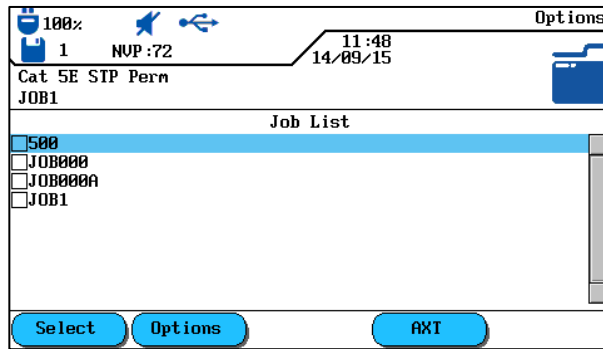 100% Options
1 NVP:72 11:48
14/09/15
Cat 5E STP Perm
JOB1
Job List
500
JOB000
JOB000A
JOB1
Select Options AXT